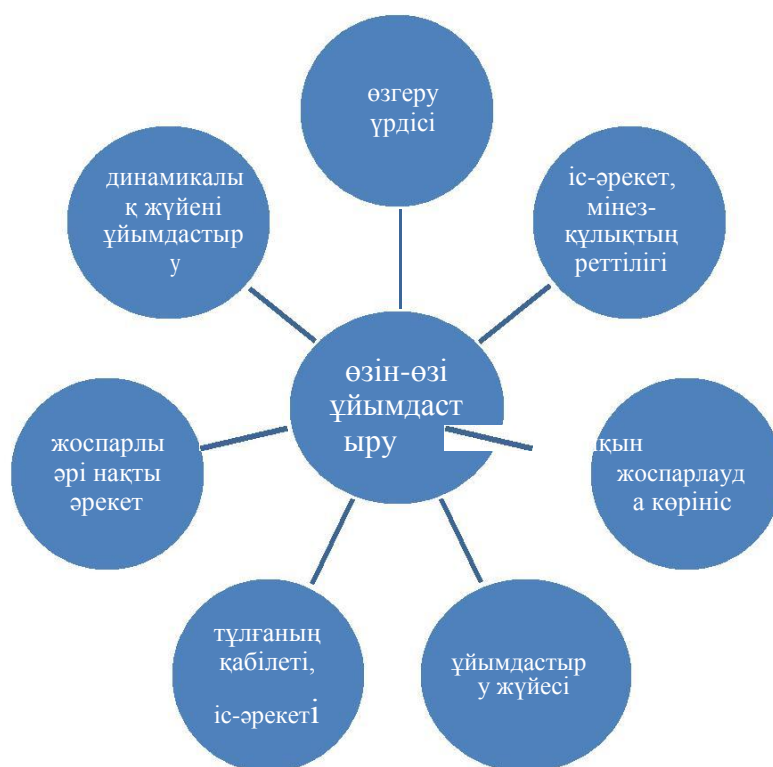 өзгеру
үрдісі
іс-әрекет,
мінез-
құлықтың
реттілігі
қын
жоспарлауд
а көрініс
ұйымдастыр
у жүйесі
тұлғаның
қабілеті,
іс-әрекеті
жоспарлы
әрі нақты
әрекет
динамикалы
қ жүйені
ұйымдастыр
у
өзін-өзі
ұйымдаст
ыру